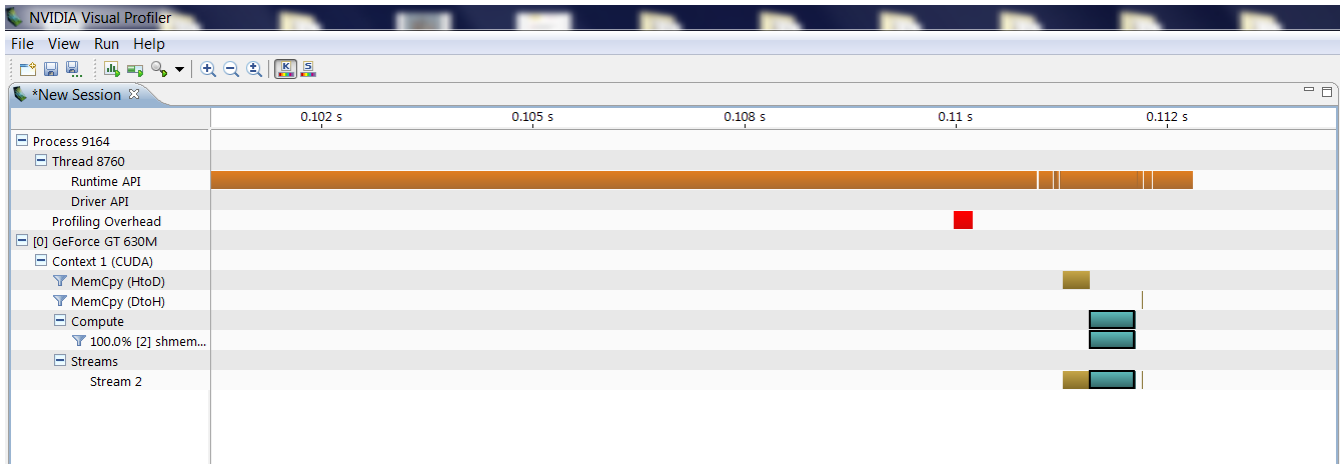 NVIDIA Visual Profiler
File View Run Help
K S
*New Session
0.102 s 0.105 s 0.108 s 0.11 s 0.112 s
Process 9164
Thread 8760
Runtime API
Driver API
Profiling Overhead
[0] GeForce GT 630M
Context 1 (CUDA)
MemCpy (HtoD)
MemCpy (DtoH)
Compute
100.0% [2] shmem...
Streams
Stream 2